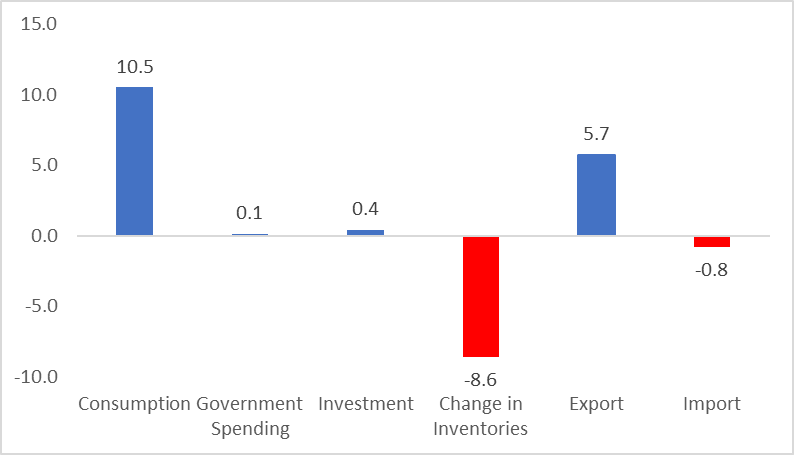 15.0
10.0
5.0
0.0
-5.0
-10.0
10.5
0.1
0.4
-8.6
5.7
-0.8
Consumption
Government
Spending
Investment
Change in
Inventories
Export
Import